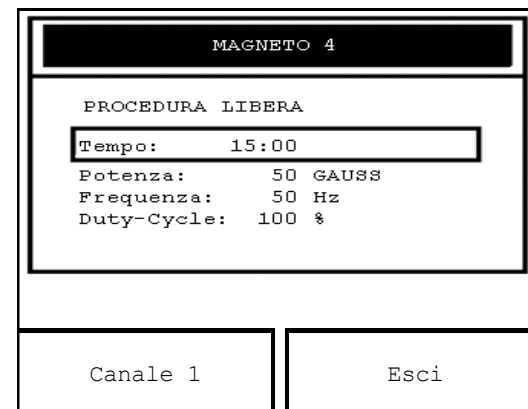 MAGNETO 4
PROCEDURA LIBERA
Tempo: 15:00
Potenza: 50 GAUSS
Frequenza: 50 Hz
Duty-Cycle: 100 %
Canale 1
Esci